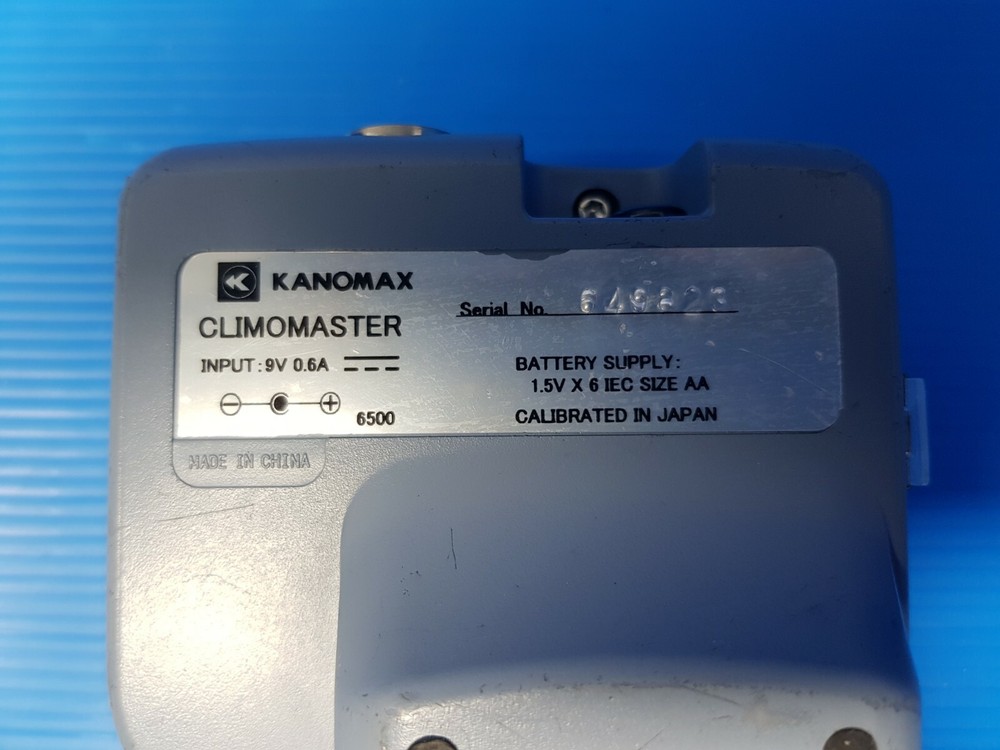 KANOMAX
CLIMOMASTER
INPUT : 9V 0.6A
6500
Serial No.
BATTERY SUPPLY:
1.5V X 6 IEC SIZE AA
CALIBRATED IN JAPAN
MADE IN CHINA